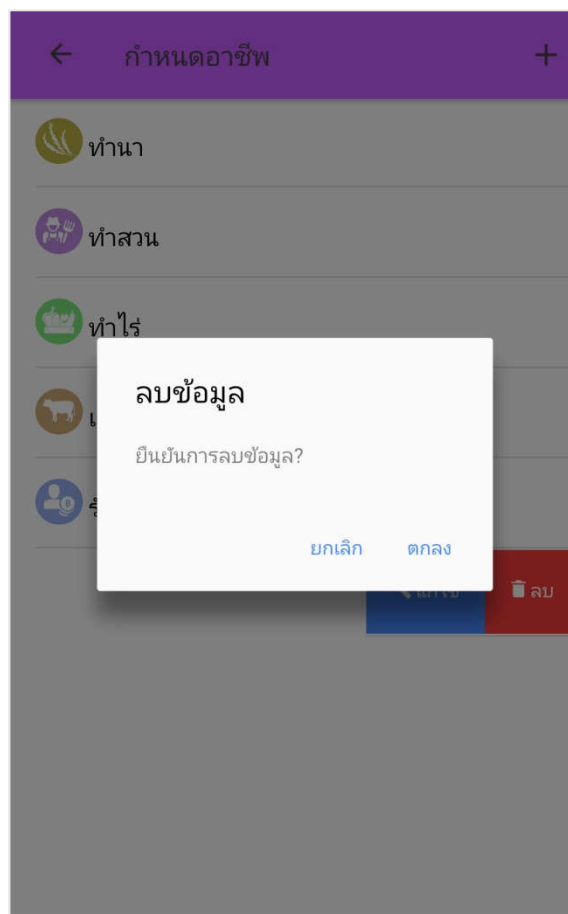 กำหนดอาชีพ
ทำนา
ทำสวน
ทำไร่
ลบข้อมูล
ยืนยันการลบข้อมูล?
ยกเลิก ตกลง
ลบ